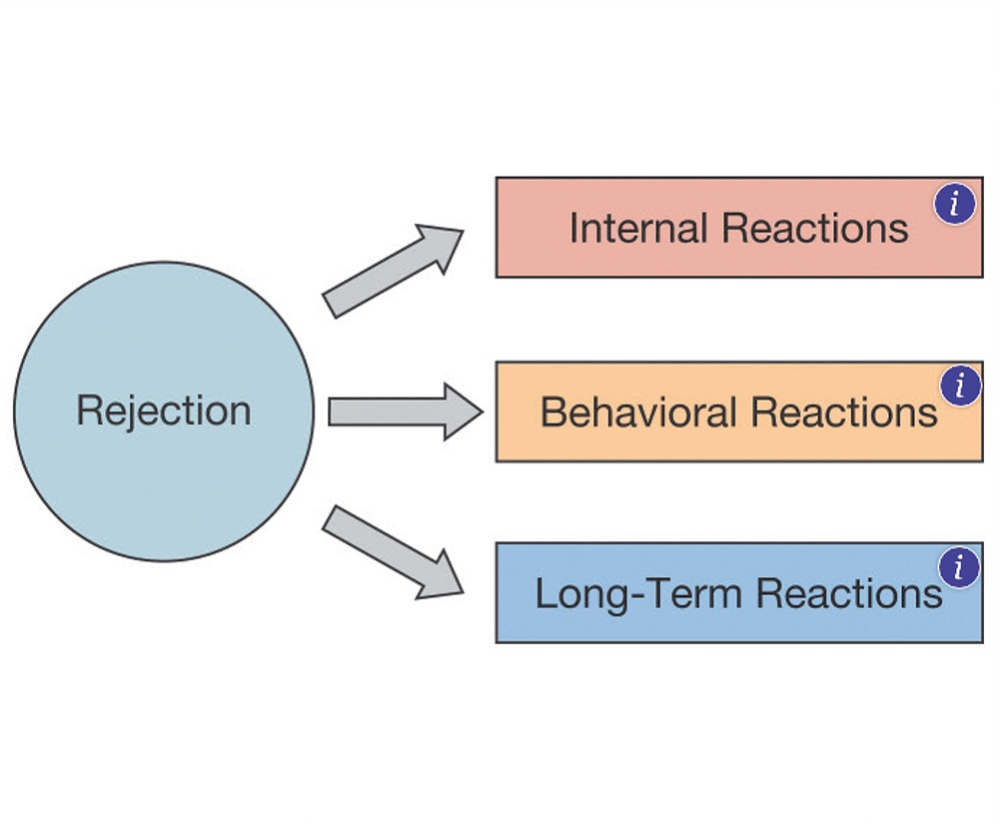 Internal Reactions
i
Rejection
Behavioral Reactions
i
Long-Term Reactions
i